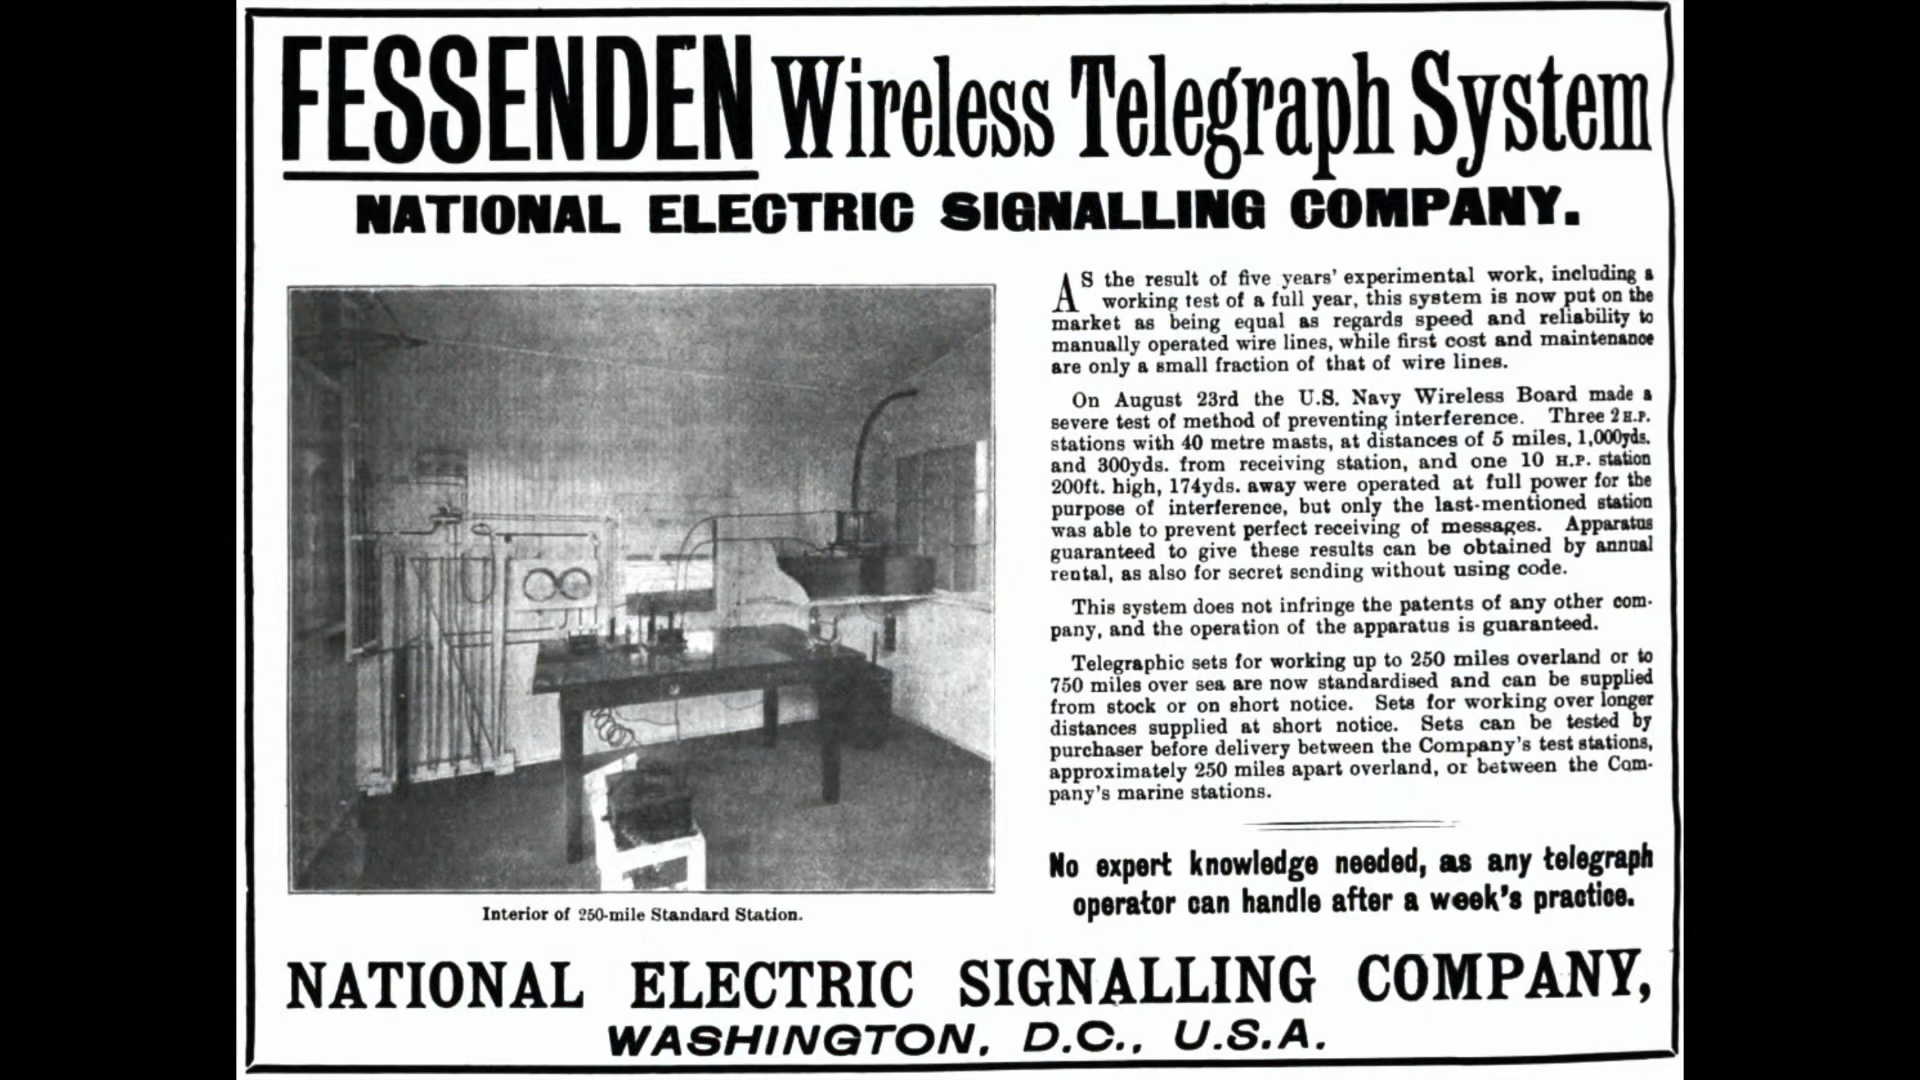 FESSENDEN Wireless Telegraph System
NATIONAL ELECTRIC SIGNALLING COMPANY.
AS the result of five years' experimental work, including a
working test of a full year, this system is now put on the
market as being equal as regards speed and reliability to
manually operated wire lines, while first cost and maintenance
are only a small fraction of that of wire lines.
On August 23rd the U.S. Navy Wireless Board made a
severe test of method of preventing interference. Three 2 H.P.
stations with 40 metre masts, at distances of 5 miles, 1,000yds.
and 300yds. from receiving station, and one 10 H.P. station
200ft. high, 174yds. away were operated at full power for the
purpose of interference, but only the last-mentioned station
was able to prevent perfect receiving of messages. Apparatus
guaranteed to give these results can be obtained by annual
rental, as also for secret sending without using code.
This system does not infringe the patents of any other com-
pany, and the operation of the apparatus is guaranteed.
Telegraphic sets for working up to 250 miles overland or to
750 miles over sea are now standardised and can be supplied
from stock or on short notice. Sets for working over longer
distances supplied at short notice. Sets can be tested by
purchaser before delivery between the Company's test stations,
approximately 250 miles apart overland, or between the Com-
pany's marine stations.
No expert knowledge needed, as any telegraph
operator can handle after a week's practice.
Interior of 250-mile Standard Station.
NATIONAL ELECTRIC SIGNALLING COMPANY,
WASHINGTON, D.C., U.S.A.